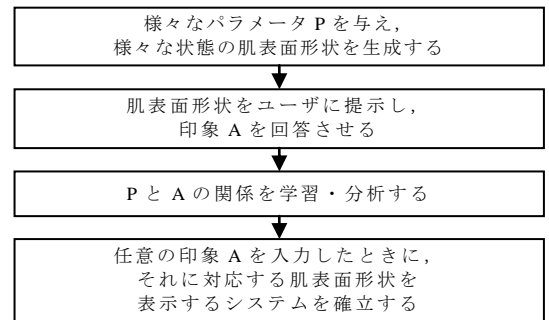 様々なパラメータ P を与え，
様々な状態の肌表面形状を生成する
肌表面形状をユーザに提示し，
印象 A を回答させる
P と A の関係を学習・分析する
任意の印象 A を入力したときに，
それに対応する肌表面形状を
表示するシステムを確立する